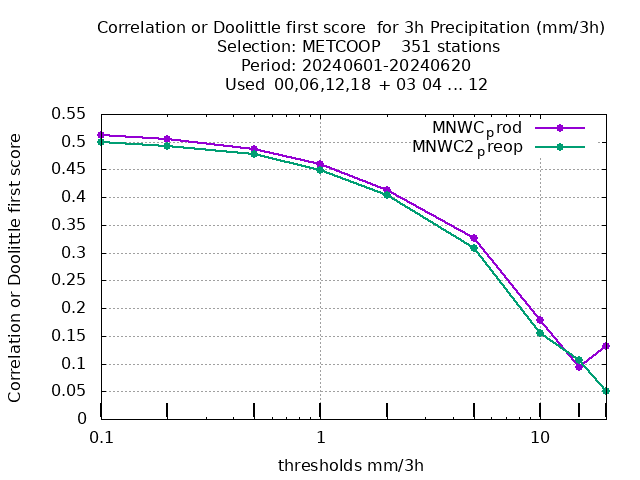 Correlation or Doolittle first score  for 3h Precipitation (mm/3h)
Selection: METCOOP    351 stations
Period: 20240601-20240620
Used  00,06,12,18  + 03 04 ... 12
MNWCprod
MNWC2preop
Correlation or Doolittle first score
0.55
0.5
0.45
0.4
0.35
0.3
0.25
0.2
0.15
0.1
0.05
0
0.1
1
10
thresholds mm/3h